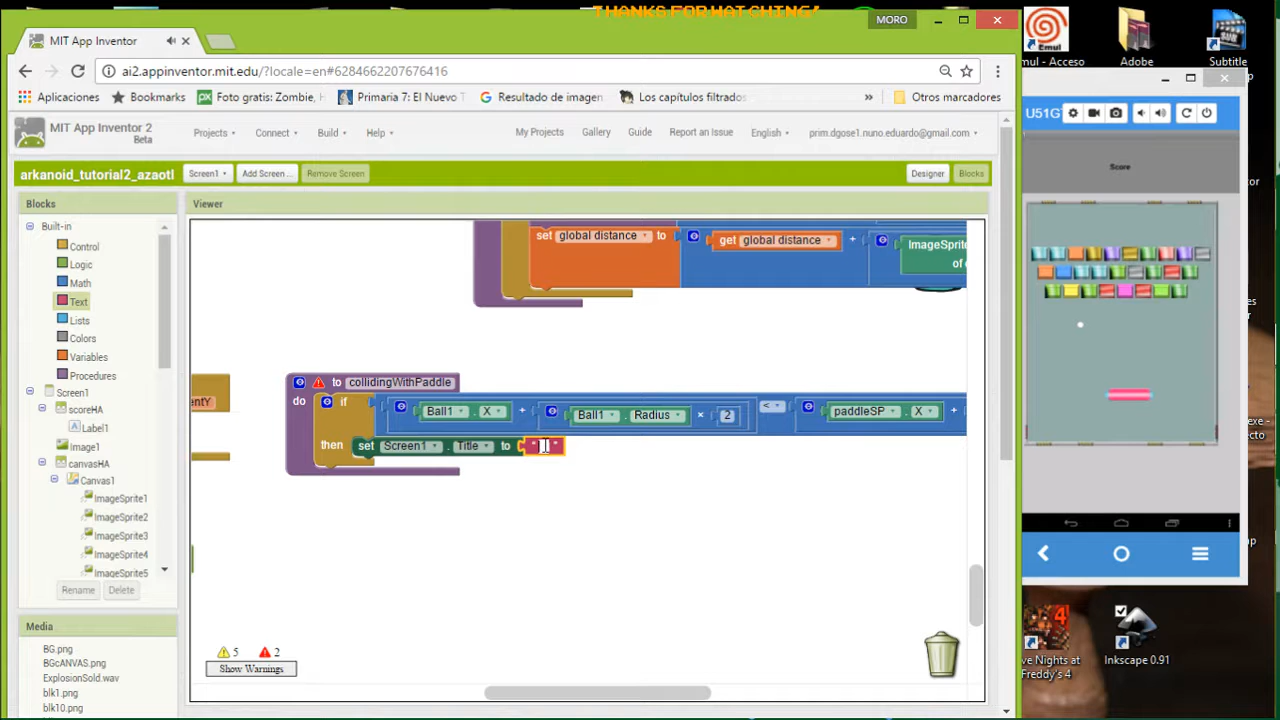 THANKS FOR WATCHING!
MORO
MIT App Inventor
ai2.appinventor.mit.edu/?locale=en#6284662207676416
Aplicaciones
Bookmarks
Foto gratis: Zombie,
Primaria 7: El Nuevo T
Resultado de imagen
Los capítulos filtrados
»
Otros marcadores
MIT App Inventor 2
Beta
Projects
Connect
Build
Help
My Projects
Gallery
Guide
Report an Issue
English
prim.dgose1.nuno.eduardo@gmail.com
arkanoid_tutorial2_azaotl
Screen1
Add Screen ...
Remove Screen
Designer
Blocks
Blocks
Viewer
Built-in
Control
Logic
Math
Text
Lists
Colors
Variables
Procedures
Screen1
scoreHA
Label1
Image1
canvasHA
Canvas1
ImageSprite1
ImageSprite2
ImageSprite3
ImageSprite4
ImageSprite5
Rename
Delete
Media
BG.png
BGcANVAS.png
ExplosionSold.wav
blk1.png
blk10.png
set global distance to
get global distance
+
ImageSprite
of
entY
to collidingWithPaddle
do
if
Ball1 . X + Ball1 . Radius × 2 < paddleSP . X +
then
set Screen1 . Title to " "
5
2
Show Warnings
Emul - Acceso
Adobe
Subtitle
U51G
Score
ve Nights at
Freddy's 4
Inkscape 0.91